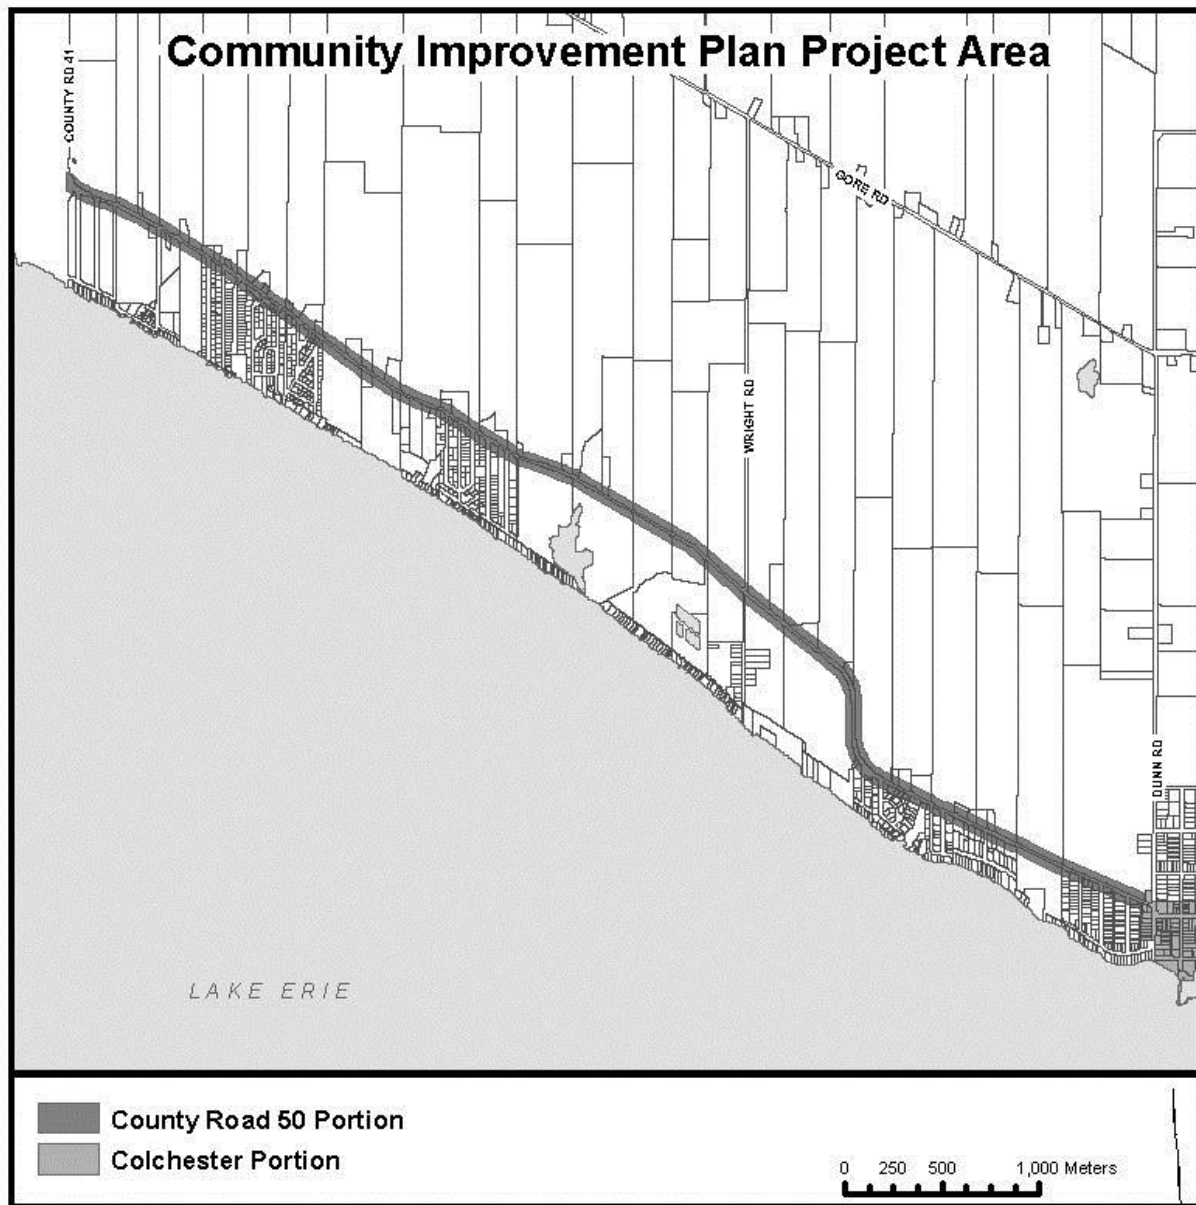 Community Improvement Plan Project Area
COUNTY RD 41
GORE RD
WRIGHT RD
DUNN RD
LAKE ERIE
County Road 50 Portion
Colchester Portion
0 250 500 1,000 Meters